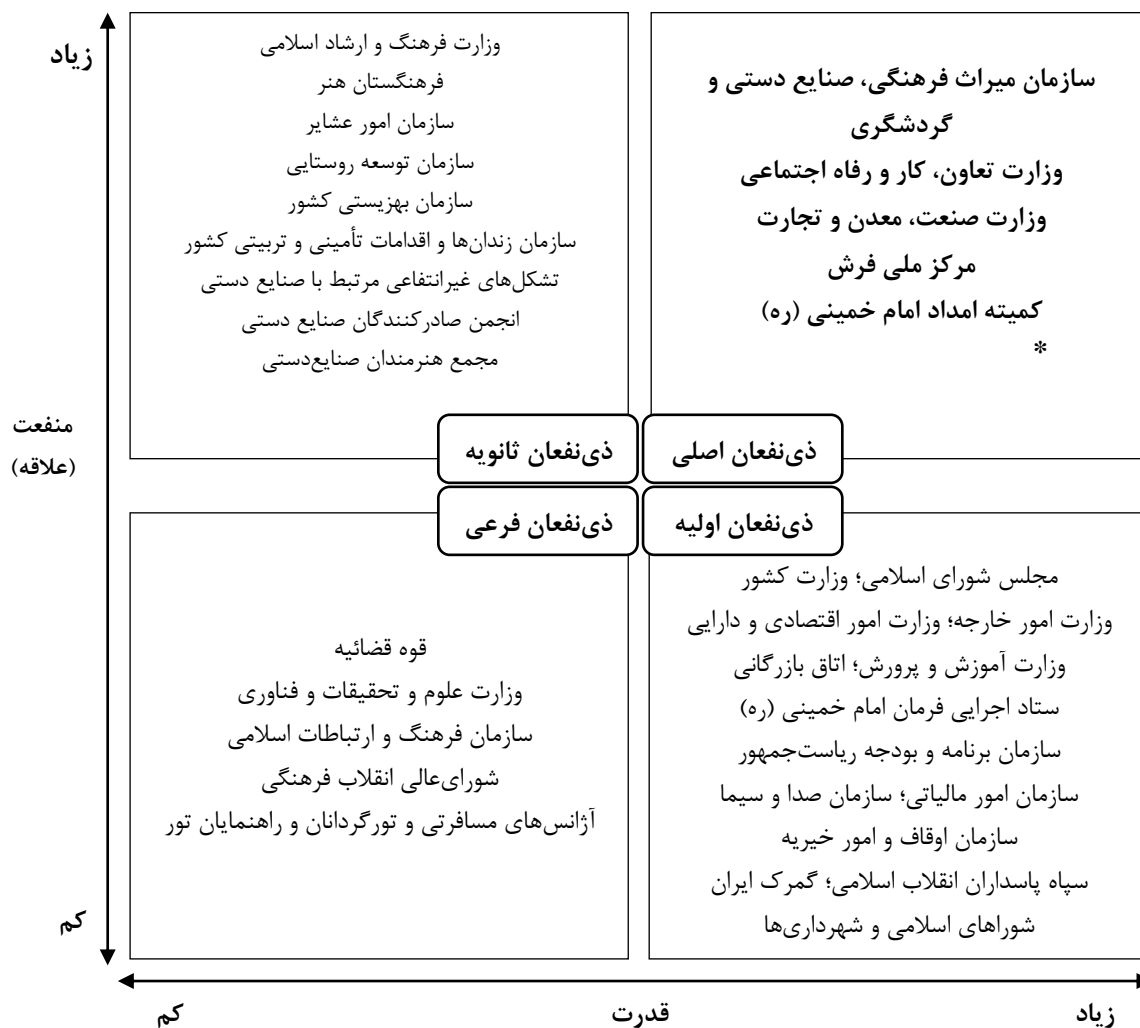 زیاد
سازمان میراث فرهنگی، صنایع دستی و
گردشگری
وزارت تعاون، کار و رفاه اجتماعی
وزارت صنعت، معدن و تجارت
مرکز ملی فرش
کمیته امداد امام خمینی (ره)
*
وزارت فرهنگ و ارشاد اسلامی
فرهنگستان هنر
سازمان امور عشایر
سازمان توسعه روستایی
سازمان بهزیستی کشور
سازمان زندان‌ها و اقدامات تأمینی و تربیتی کشور
تشکل‌های غیرانتفاعی مرتبط با صنایع دستی
انجمن صادرکنندگان صنایع دستی
مجمع هنرمندان صنایع‌دستی
منفعت
(علاقه)
ذی‌نفعان اصلی
ذی‌نفعان ثانویه
ذی‌نفعان اولیه
ذی‌نفعان فرعی
مجلس شورای اسلامی؛ وزارت کشور
وزارت امور خارجه؛ وزارت امور اقتصادی و دارایی
وزارت آموزش و پرورش؛ اتاق بازرگانی
ستاد اجرایی فرمان امام خمینی (ره)
سازمان برنامه و بودجه ریاست‌جمهور
سازمان امور مالیاتی؛ سازمان صدا و سیما
سازمان اوقاف و امور خیریه
سپاه پاسداران انقلاب اسلامی؛ گمرک ایران
شوراهای اسلامی و شهرداری‌ها
قوه قضائیه
وزارت علوم و تحقیقات و فناوری
سازمان فرهنگ و ارتباطات اسلامی
شورای‌عالی انقلاب فرهنگی
آژانس‌های مسافرتی و تورگردانان و راهنمایان تور
کم
زیاد
قدرت
کم